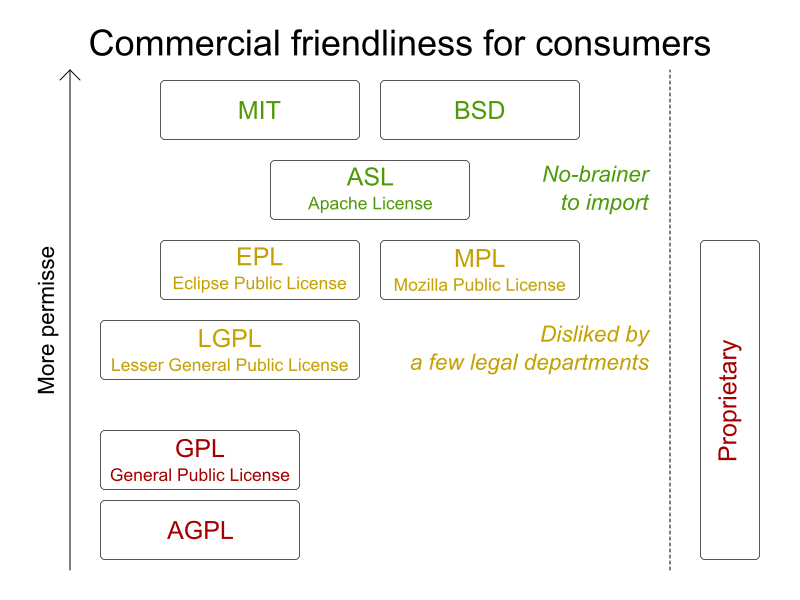 Commercial friendliness for consumers
MIT
BSD
ASL
Apache License
No-brainer
to import
EPL
Eclipse Public License
MPL
Mozilla Public License
LGPL
Lesser General Public License
Disliked by
a few legal departments
GPL
General Public License
AGPL
More permisse
Proprietary